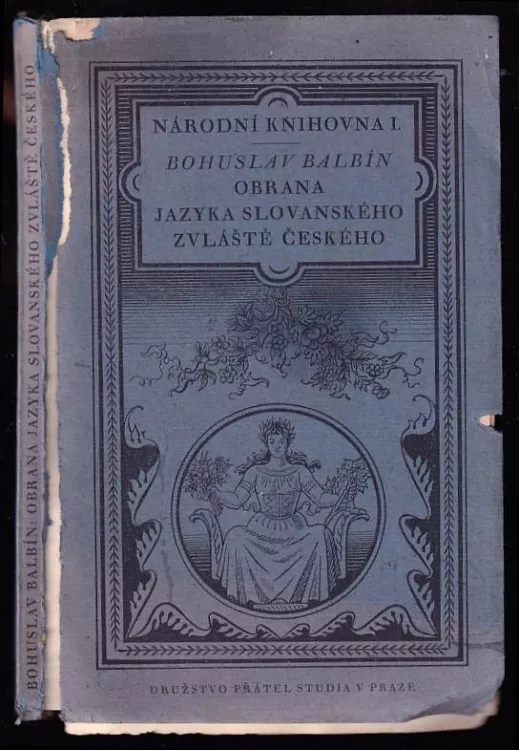 NÁRODNÍ KNIHOVNA I.
BOHUSLAV BALBÍN
OBRANA
JAZYKA SLOVANSKÉHO
ZVLÁŠTĚ ČESKÉHO
DRUŽSTVO PŘÁTEL STUDIA V PRAZE
BOHUSLAV BALBÍN: OBRANA JAZYKA SLOVANSKÉHO ZVLÁŠTĚ ČESKÉHO